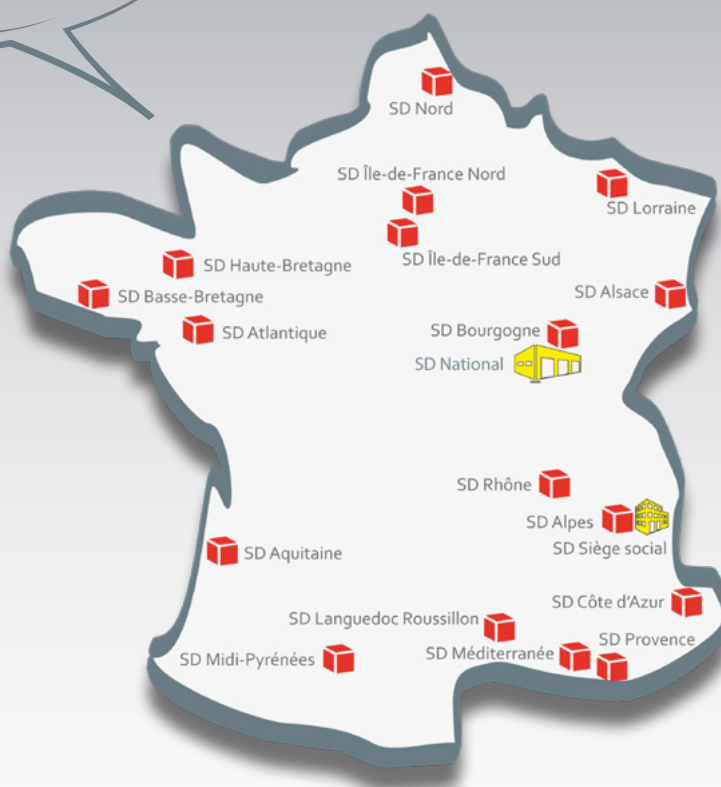 SD Nord
SD Île-de-France Nord
SD Lorraine
SD Île-de-France Sud
SD Haute-Bretagne
SD Basse-Bretagne
SD Alsace
SD Atlantique
SD Bourgogne
SD National
SD Rhône
SD Alpes
SD Siège social
SD Aquitaine
SD Côte d'Azur
SD Languedoc Roussillon
SD Provence
SD Méditerranée
SD Midi-Pyrénées